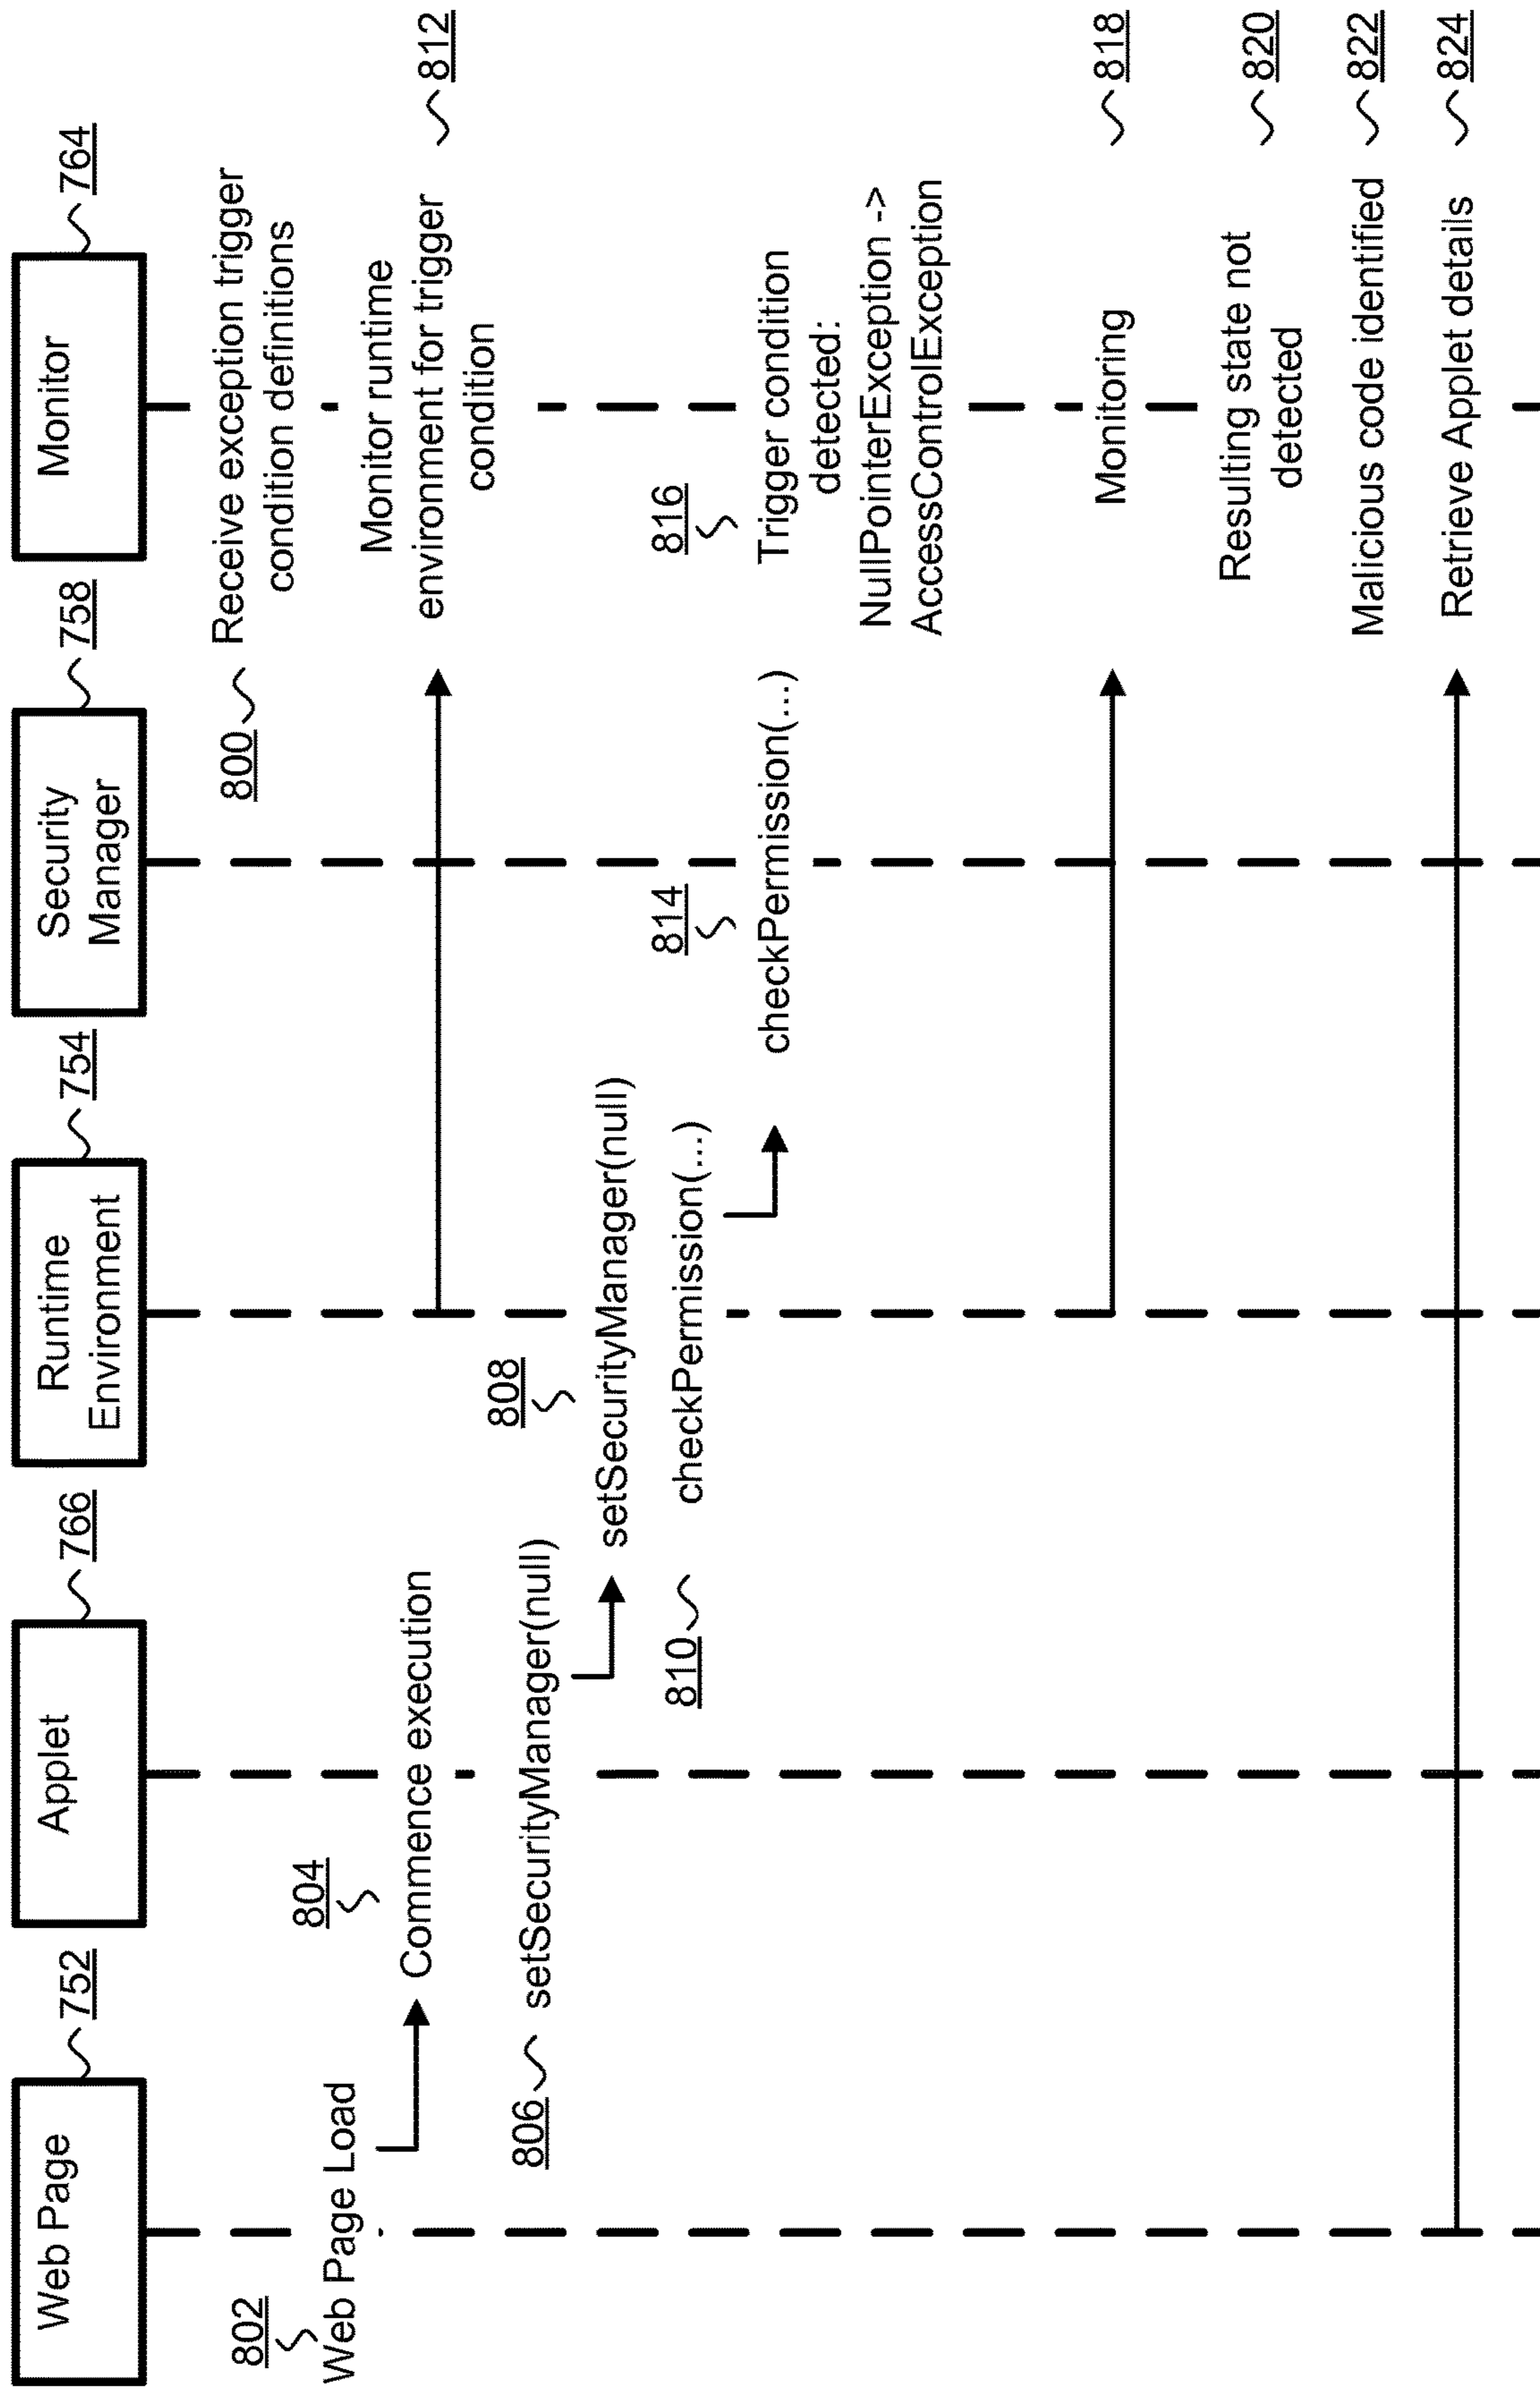 Web Page
752
Applet
766
Runtime
Environment
754
Security
Manager
758
Monitor
764
800
Receive exception trigger
condition definitions
802
Web Page Load
804
Commence execution
Monitor runtime
environment for trigger
condition
812
806
setSecurityManager(null)
808
setSecurityManager(null)
810
checkPermission(...)
814
checkPermission(...)
816
Trigger condition
detected:
NullPointerException ->
AccessControlException
Monitoring
818
Resulting state not
detected
820
Malicious code identified
822
Retrieve Applet details
824